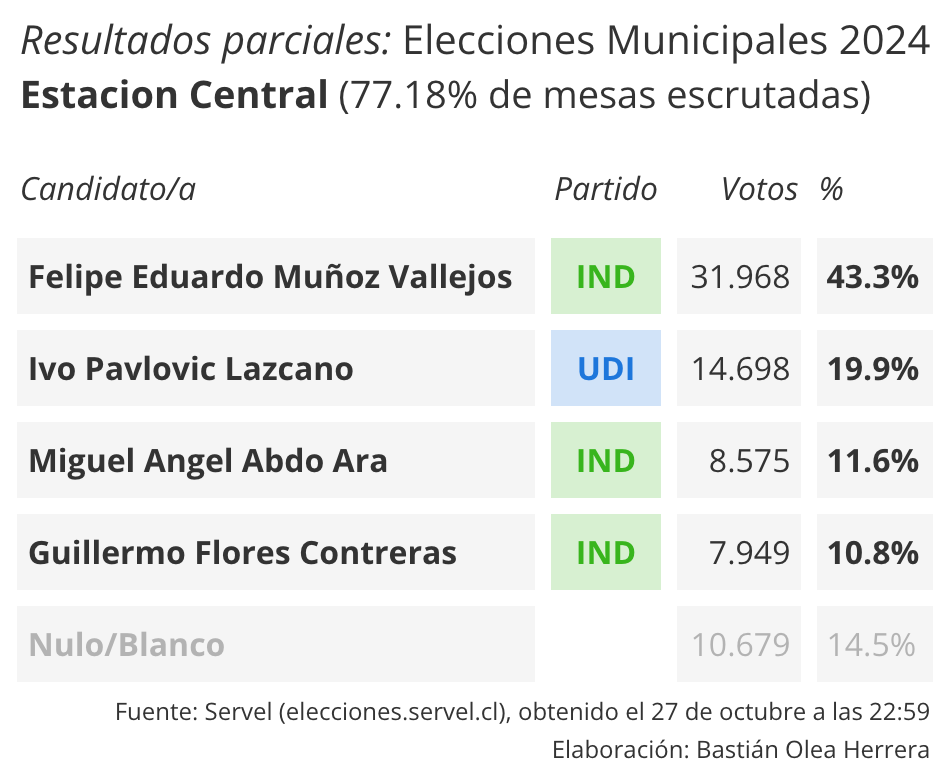 Resultados parciales: Elecciones Municipales 2024
Estacion Central (77.18% de mesas escrutadas)
Candidato/a Partido Votos %
Felipe Eduardo Muñoz Vallejos IND 31.968 43.3%
Ivo Pavlovic Lazcano UDI 14.698 19.9%
Miguel Angel Abdo Ara IND 8.575 11.6%
Guillermo Flores Contreras IND 7.949 10.8%
Nulo/Blanco 10.679 14.5%
Fuente: Servel (elecciones.servel.cl), obtenido el 27 de octubre a las 22:59
Elaboración: Bastián Olea Herrera